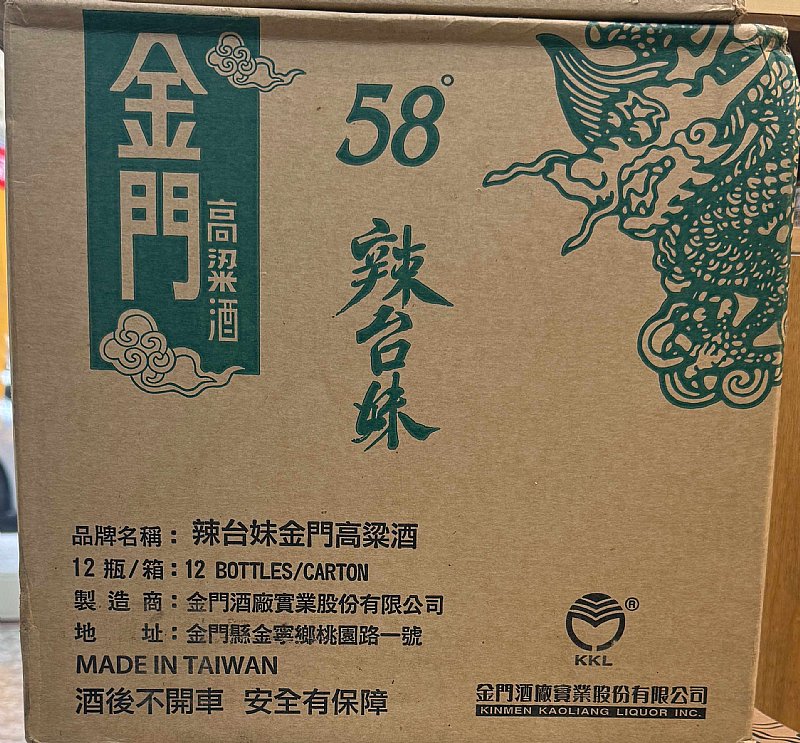 金門
高粱酒
58°
辣台妹
品牌名稱：辣台妹金門高粱酒
12 瓶/箱：12 BOTTLES/CARTON
製造商：金門酒廠實業股份有限公司
地　址：金門縣金寧鄉桃園路一號
MADE IN TAIWAN
酒後不開車 安全有保障
®
KKL
金門酒廠實業股份有限公司
KINMEN KAOLIANG LIQUOR INC.